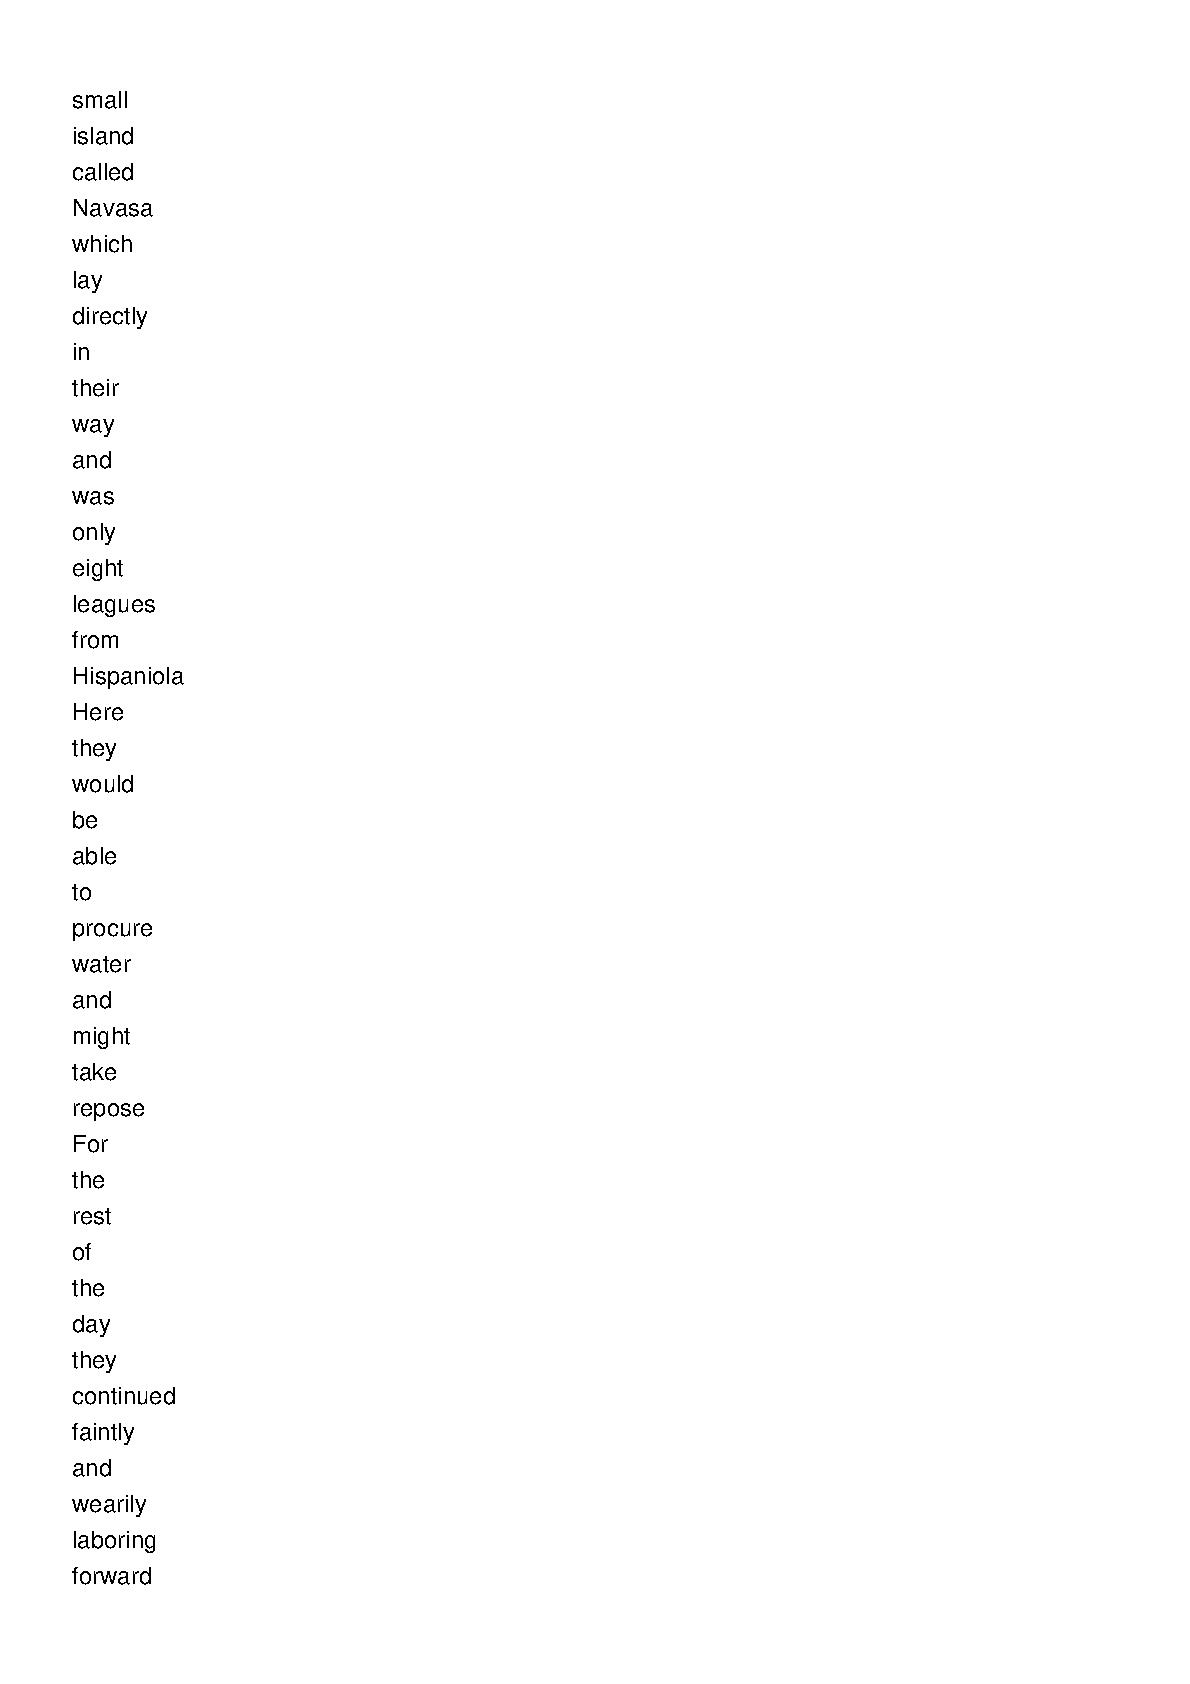 small
island
called
Navasa
which
lay
directly
in
their
way
and
was
only
eight
leagues
from
Hispaniola
Here
they
would
be
able
to
procure
water
and
might
take
repose
For
the
rest
of
the
day
they
continued
faintly
and
wearily
laboring
forward